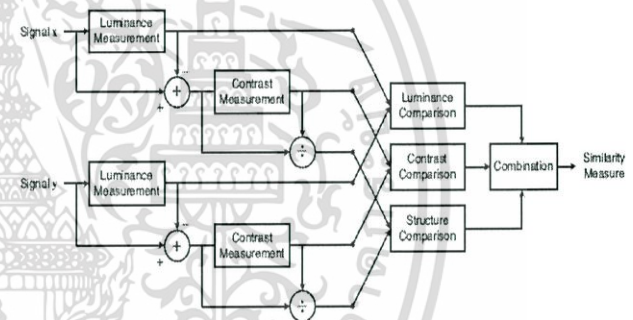 Signal x
Luminance
Measurement
–
+
+
Contrast
Measurement
Luminance
Comparison
÷
Signal y
Luminance
Measurement
Contrast
Comparison
Combination
Similarity
Measure
–
+
+
Contrast
Measurement
Structure
Comparison
÷